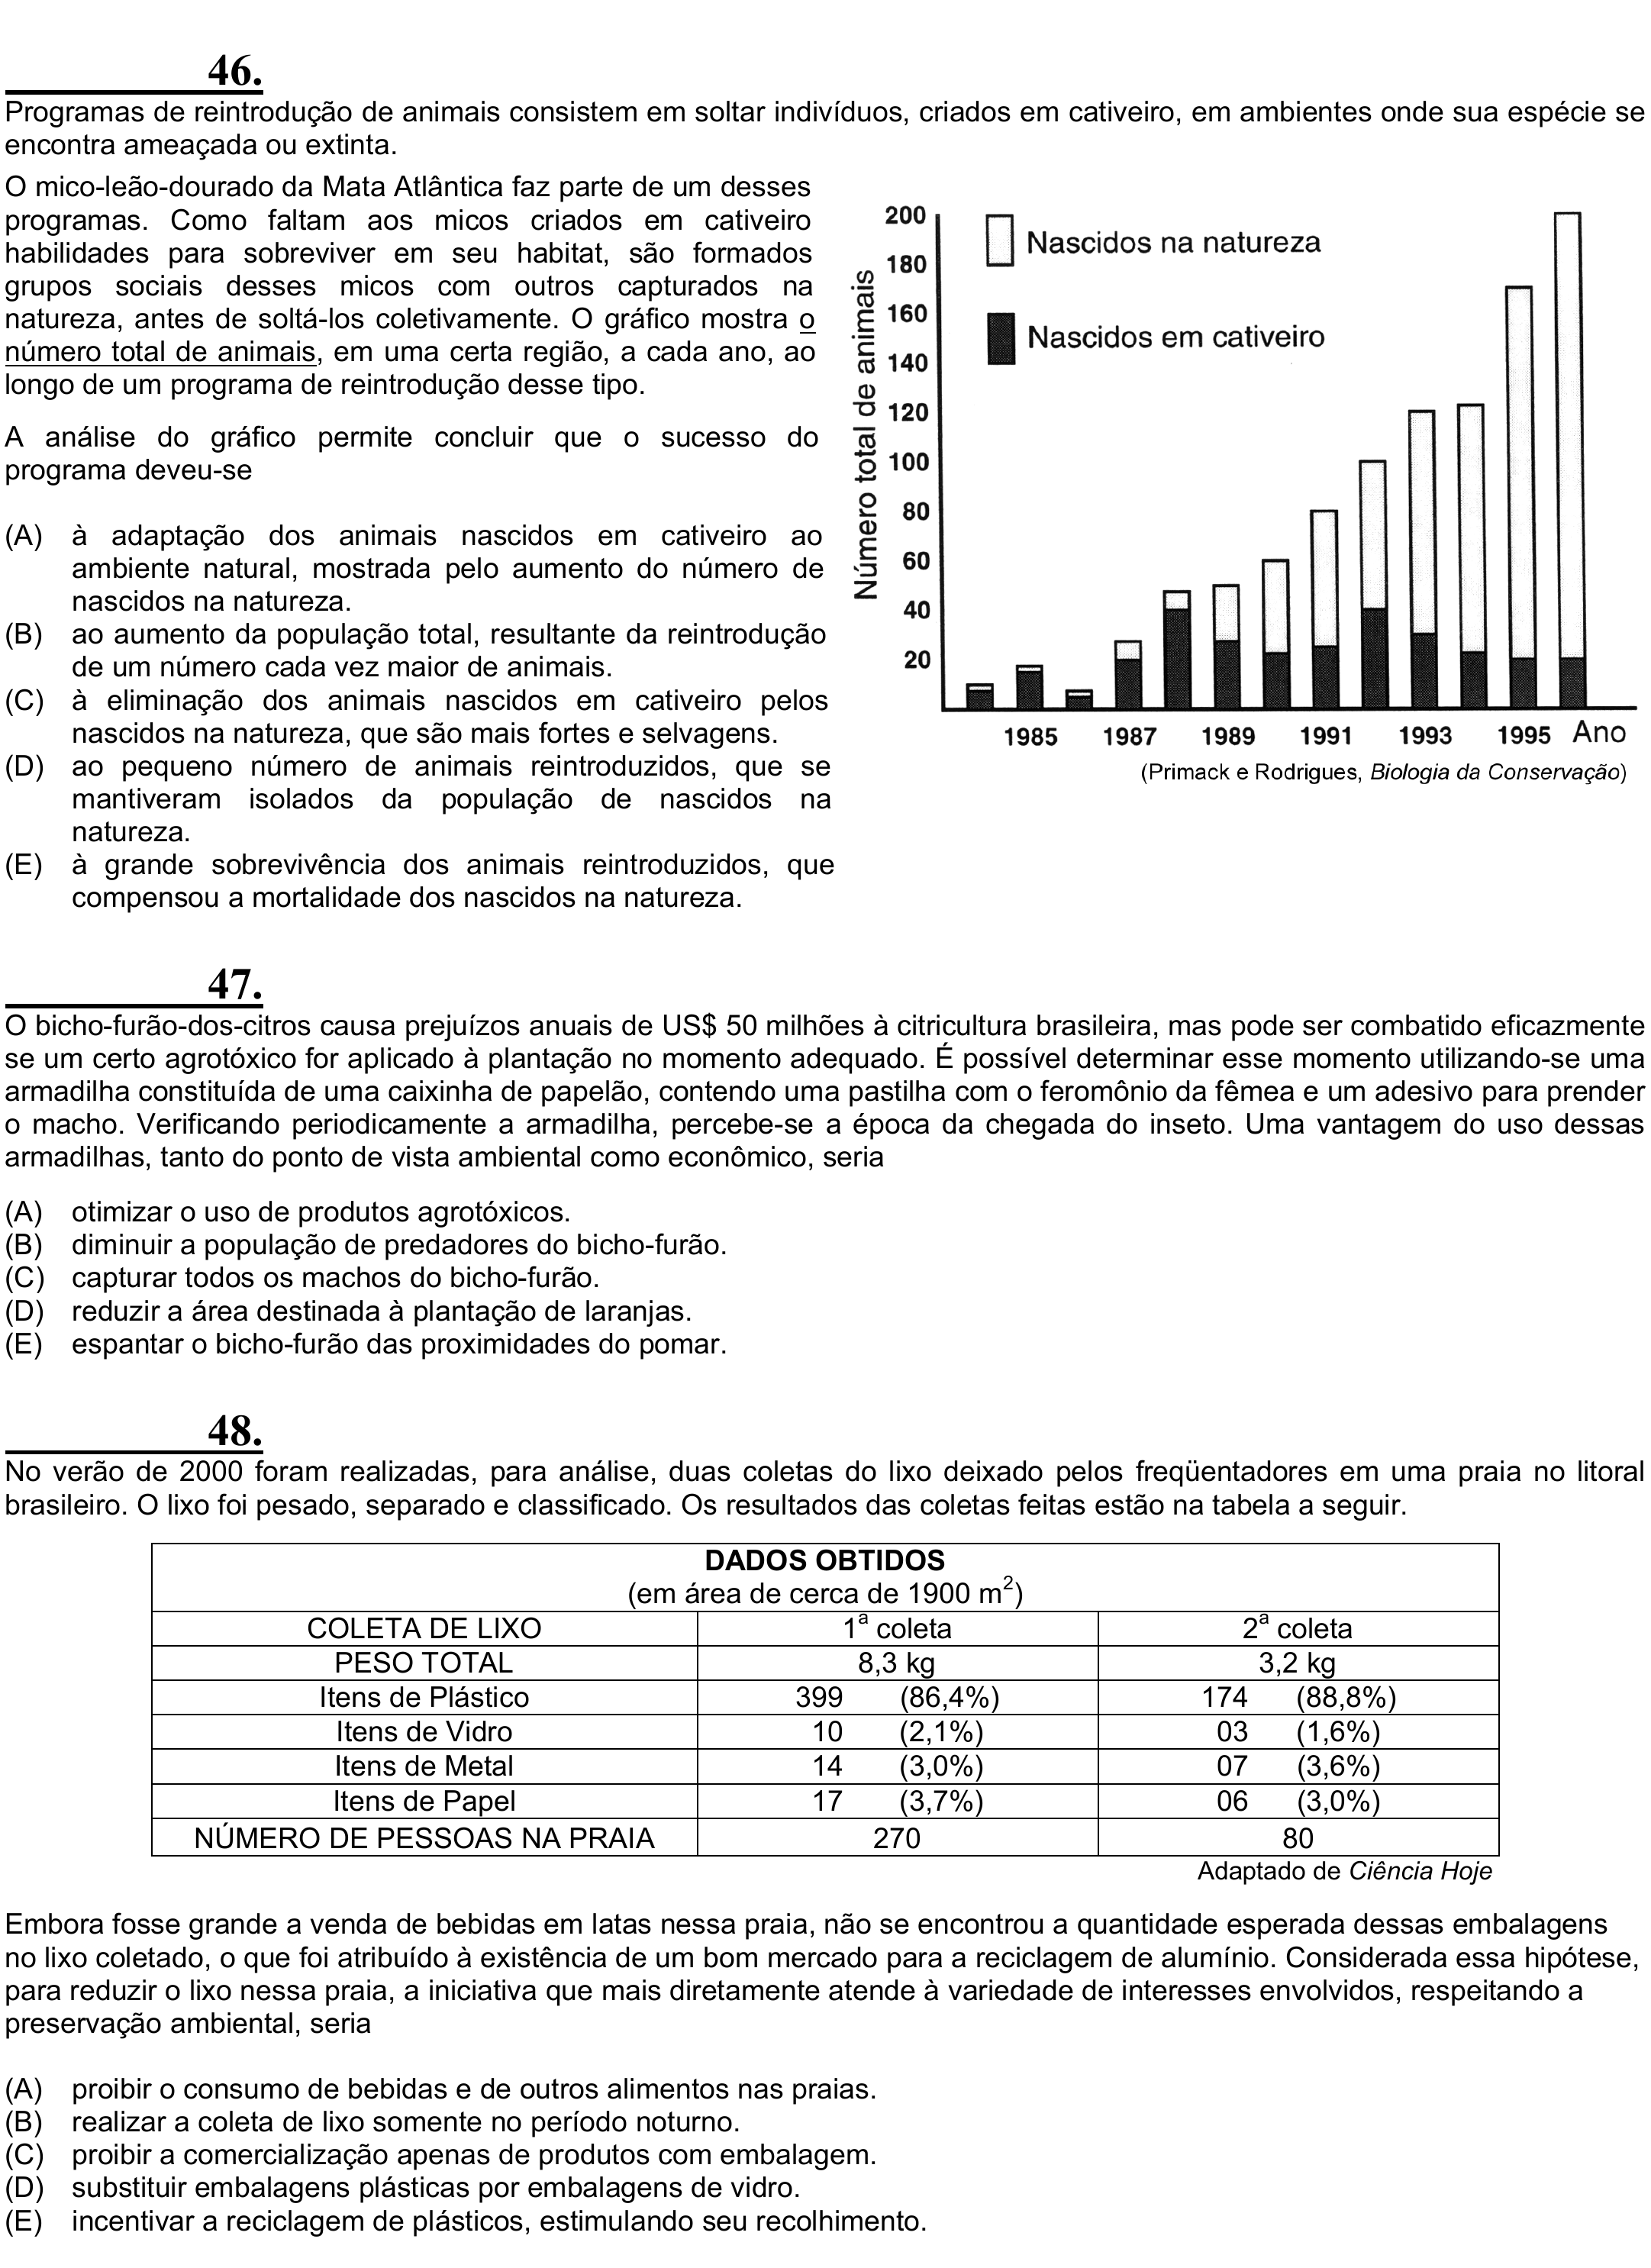 46.
Programas de reintrodução de animais consistem em soltar indivíduos, criados em cativeiro, em ambientes onde sua espécie se
encontra ameaçada ou extinta.
O mico-leão-dourado da Mata Atlântica faz parte de um desses
programas. Como faltam aos micos criados em cativeiro
habilidades para sobreviver em seu habitat, são formados
grupos sociais desses micos com outros capturados na
natureza, antes de soltá-los coletivamente. O gráfico mostra o
número total de animais, em uma certa região, a cada ano, ao
longo de um programa de reintrodução desse tipo.
A análise do gráfico permite concluir que o sucesso do
programa deveu-se
(A) à adaptação dos animais nascidos em cativeiro ao
ambiente natural, mostrada pelo aumento do número de
nascidos na natureza.
(B) ao aumento da população total, resultante da reintrodução
de um número cada vez maior de animais.
(C) à eliminação dos animais nascidos em cativeiro pelos
nascidos na natureza, que são mais fortes e selvagens.
(D) ao pequeno número de animais reintroduzidos, que se
mantiveram isolados da população de nascidos na
natureza.
(E) à grande sobrevivência dos animais reintroduzidos, que
compensou a mortalidade dos nascidos na natureza.
Número total de animais
200
180
160
140
120
100
80
60
40
20
Nascidos na natureza
Nascidos em cativeiro
1985 1987 1989 1991 1993 1995 Ano
(Primack e Rodrigues, Biologia da Conservação)
47.
O bicho-furão-dos-citros causa prejuízos anuais de US$ 50 milhões à citricultura brasileira, mas pode ser combatido eficazmente
se um certo agrotóxico for aplicado à plantação no momento adequado. É possível determinar esse momento utilizando-se uma
armadilha constituída de uma caixinha de papelão, contendo uma pastilha com o feromônio da fêmea e um adesivo para prender
o macho. Verificando periodicamente a armadilha, percebe-se a época da chegada do inseto. Uma vantagem do uso dessas
armadilhas, tanto do ponto de vista ambiental como econômico, seria
(A) otimizar o uso de produtos agrotóxicos.
(B) diminuir a população de predadores do bicho-furão.
(C) capturar todos os machos do bicho-furão.
(D) reduzir a área destinada à plantação de laranjas.
(E) espantar o bicho-furão das proximidades do pomar.
48.
No verão de 2000 foram realizadas, para análise, duas coletas do lixo deixado pelos freqüentadores em uma praia no litoral
brasileiro. O lixo foi pesado, separado e classificado. Os resultados das coletas feitas estão na tabela a seguir.
DADOS OBTIDOS
(em área de cerca de 1900 m²)
COLETA DE LIXO 1ª coleta 2ª coleta
PESO TOTAL 8,3 kg 3,2 kg
Itens de Plástico 399 (86,4%) 174 (88,8%)
Itens de Vidro 10 (2,1%) 03 (1,6%)
Itens de Metal 14 (3,0%) 07 (3,6%)
Itens de Papel 17 (3,7%) 06 (3,0%)
NÚMERO DE PESSOAS NA PRAIA 270 80
Adaptado de Ciência Hoje
Embora fosse grande a venda de bebidas em latas nessa praia, não se encontrou a quantidade esperada dessas embalagens
no lixo coletado, o que foi atribuído à existência de um bom mercado para a reciclagem de alumínio. Considerada essa hipótese,
para reduzir o lixo nessa praia, a iniciativa que mais diretamente atende à variedade de interesses envolvidos, respeitando a
preservação ambiental, seria
(A) proibir o consumo de bebidas e de outros alimentos nas praias.
(B) realizar a coleta de lixo somente no período noturno.
(C) proibir a comercialização apenas de produtos com embalagem.
(D) substituir embalagens plásticas por embalagens de vidro.
(E) incentivar a reciclagem de plásticos, estimulando seu recolhimento.